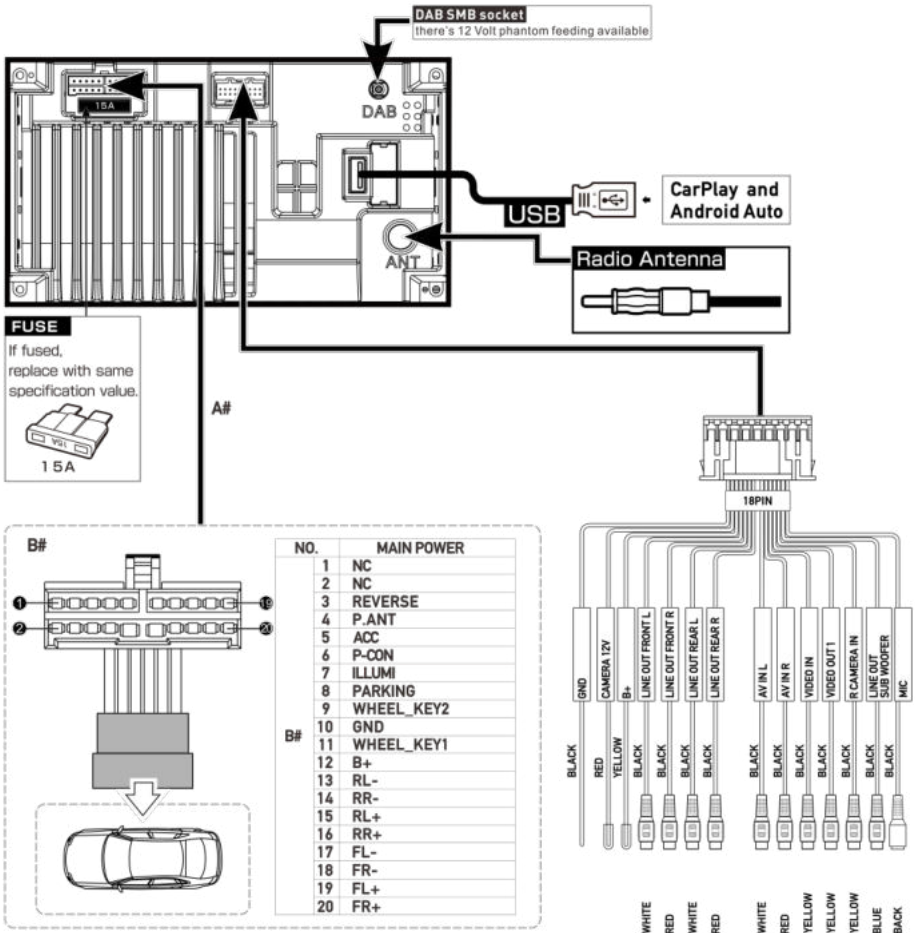 DAB SMB socket
there's 12 Volt phantom feeding available
15A
DAB
USB
CarPlay and
Android Auto
ANT
Radio Antenna
FUSE
If fused,
replace with same
specification value.
15A
15A
A#
18PIN
B#
1
19
2
20
NO. MAIN POWER
B#
1 NC
2 NC
3 REVERSE
4 P.ANT
5 ACC
6 P-CON
7 ILLUMI
8 PARKING
9 WHEEL_KEY2
10 GND
11 WHEEL_KEY1
12 B+
13 RL-
14 RR-
15 RL+
16 RR+
17 FL-
18 FR-
19 FL+
20 FR+
GND
CAMERA 12V
B+
LINE OUT FRONT L
LINE OUT FRONT R
LINE OUT REAR L
LINE OUT REAR R
AV IN L
AV IN R
VIDEO IN
VIDEO OUT 1
R CAMERA IN
LINE OUT
SUB WOOFER
MIC
BLACK
RED
YELLOW
BLACK
BLACK
BLACK
BLACK
BLACK
BLACK
BLACK
BLACK
BLACK
BLACK
BLACK
WHITE
RED
WHITE
RED
WHITE
RED
YELLOW
YELLOW
YELLOW
BLUE
BACK